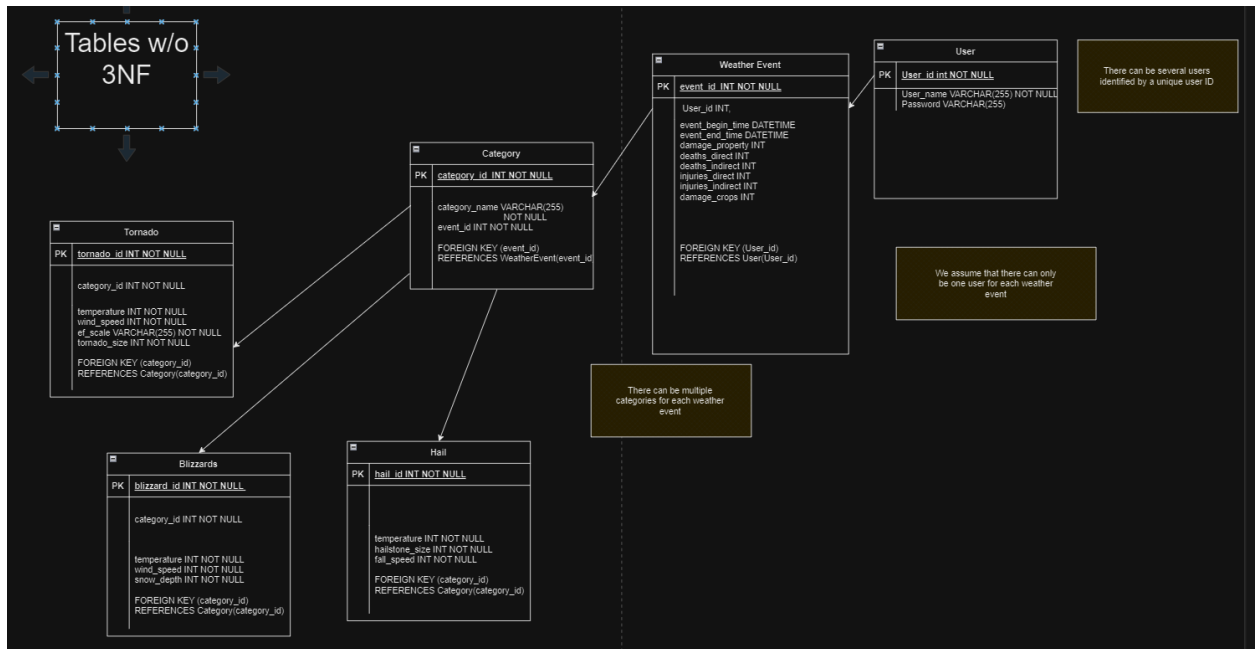 Tables w/o
3NF
Weather Event
PK
event_id INT NOT NULL
User_id INT,
event_begin_time DATETIME
event_end_time DATETIME
damage_property INT
deaths_direct INT
deaths_indirect INT
injuries_direct INT
injuries_indirect INT
damage_crops INT
FOREIGN KEY (User_id)
REFERENCES User(User_id)
User
PK
User_id int NOT NULL
User_name VARCHAR(255) NOT NULL
Password VARCHAR(255)
There can be several users
identified by a unique user ID
We assume that there can only
be one user for each weather
event
Category
PK
category_id INT NOT NULL
category_name VARCHAR(255)
NOT NULL
event_id INT NOT NULL
FOREIGN KEY (event_id)
REFERENCES WeatherEvent(event_id
There can be multiple
categories for each weather
event
Tornado
PK
tornado_id INT NOT NULL
category_id INT NOT NULL
temperature INT NOT NULL
wind_speed INT NOT NULL
ef_scale VARCHAR(255) NOT NULL
tornado_size INT NOT NULL
FOREIGN KEY (category_id)
REFERENCES Category(category_id)
Blizzards
PK
blizzard_id INT NOT NULL
category_id INT NOT NULL
temperature INT NOT NULL
wind_speed INT NOT NULL
snow_depth INT NOT NULL
FOREIGN KEY (category_id)
REFERENCES Category(category_id)
Hail
PK
hail_id INT NOT NULL
temperature INT NOT NULL
hailstone_size INT NOT NULL
fall_speed INT NOT NULL
FOREIGN KEY (category_id)
REFERENCES Category(category_id)